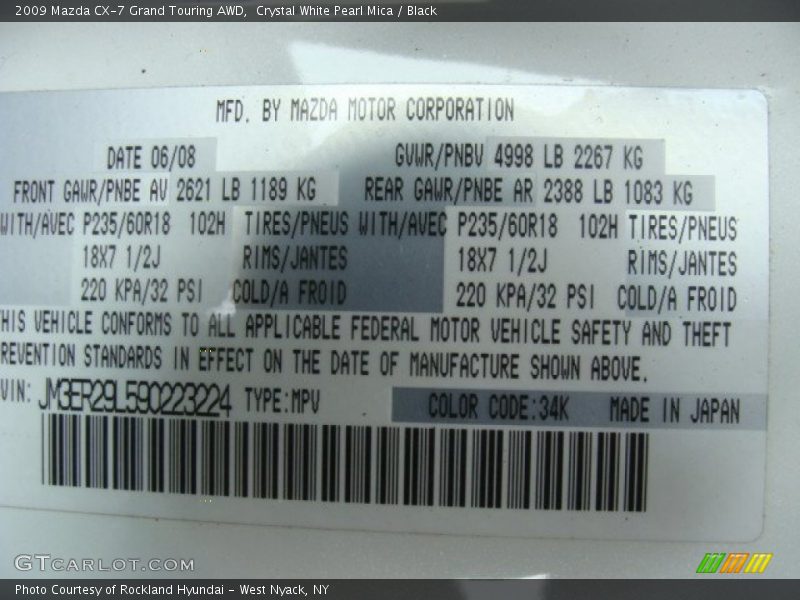 2009 Mazda CX-7 Grand Touring AWD,  Crystal White Pearl Mica / Black
MFD. BY MAZDA MOTOR CORPORATION
DATE 06/08 GVWR/PNBV 4998 LB 2267 KG
FRONT GAWR/PNBE AV 2621 LB 1189 KG REAR GAWR/PNBE AR 2388 LB 1083 KG
WITH/AVEC P235/60R18 102H TIRES/PNEUS WITH/AVEC P235/60R18 102H TIRES/PNEUS
18X7 1/2J RIMS/JANTES 18X7 1/2J RIMS/JANTES
220 KPA/32 PSI COLD/A FROID 220 KPA/32 PSI COLD/A FROID
THIS VEHICLE CONFORMS TO ALL APPLICABLE FEDERAL MOTOR VEHICLE SAFETY AND THEFT
REVENTION STANDARDS IN EFFECT ON THE DATE OF MANUFACTURE SHOWN ABOVE.
VIN: JM3ER29L590223224 TYPE:MPV COLOR CODE:34K MADE IN JAPAN
GTCARLOT.COM
Photo Courtesy of Rockland Hyundai - West Nyack, NY